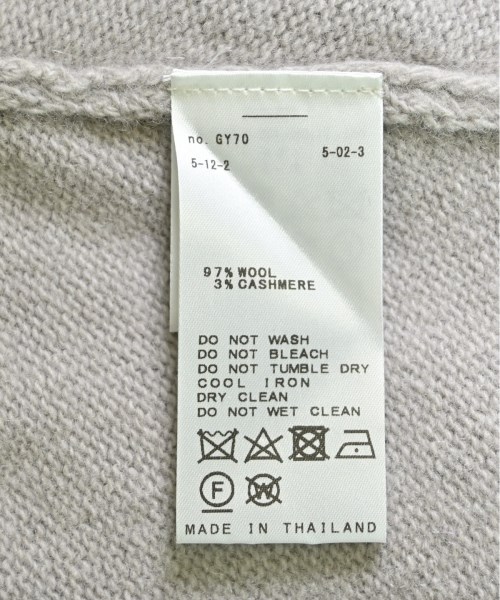 no. GY70
5-12-2 5-02-3
97% WOOL
3% CASHMERE
DO NOT WASH
DO NOT BLEACH
DO NOT TUMBLE DRY
COOL IRON
DRY CLEAN
DO NOT WET CLEAN
F W
MADE IN THAILAND